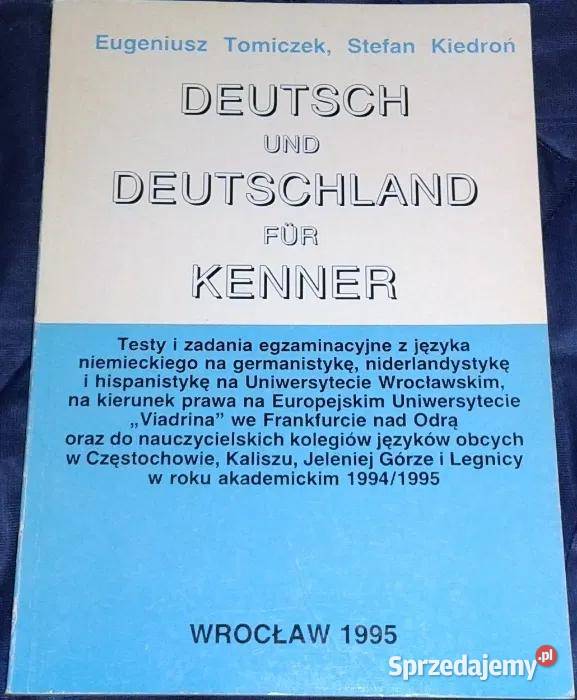 Eugeniusz Tomiczek, Stefan Kiedroń
DEUTSCH
UND
DEUTSCHLAND
FÜR
KENNER
Testy i zadania egzaminacyjne z języka
niemieckiego na germanistykę, niderlandystykę
i hispanistykę na Uniwersytecie Wrocławskim,
na kierunek prawa na Europejskim Uniwersytecie
„Viadrina” we Frankfurcie nad Odrą
oraz do nauczycielskich kolegiów języków obcych
w Częstochowie, Kaliszu, Jeleniej Górze i Legnicy
w roku akademickim 1994/1995
WROCŁAW 1995
Sprzedajemy.pl